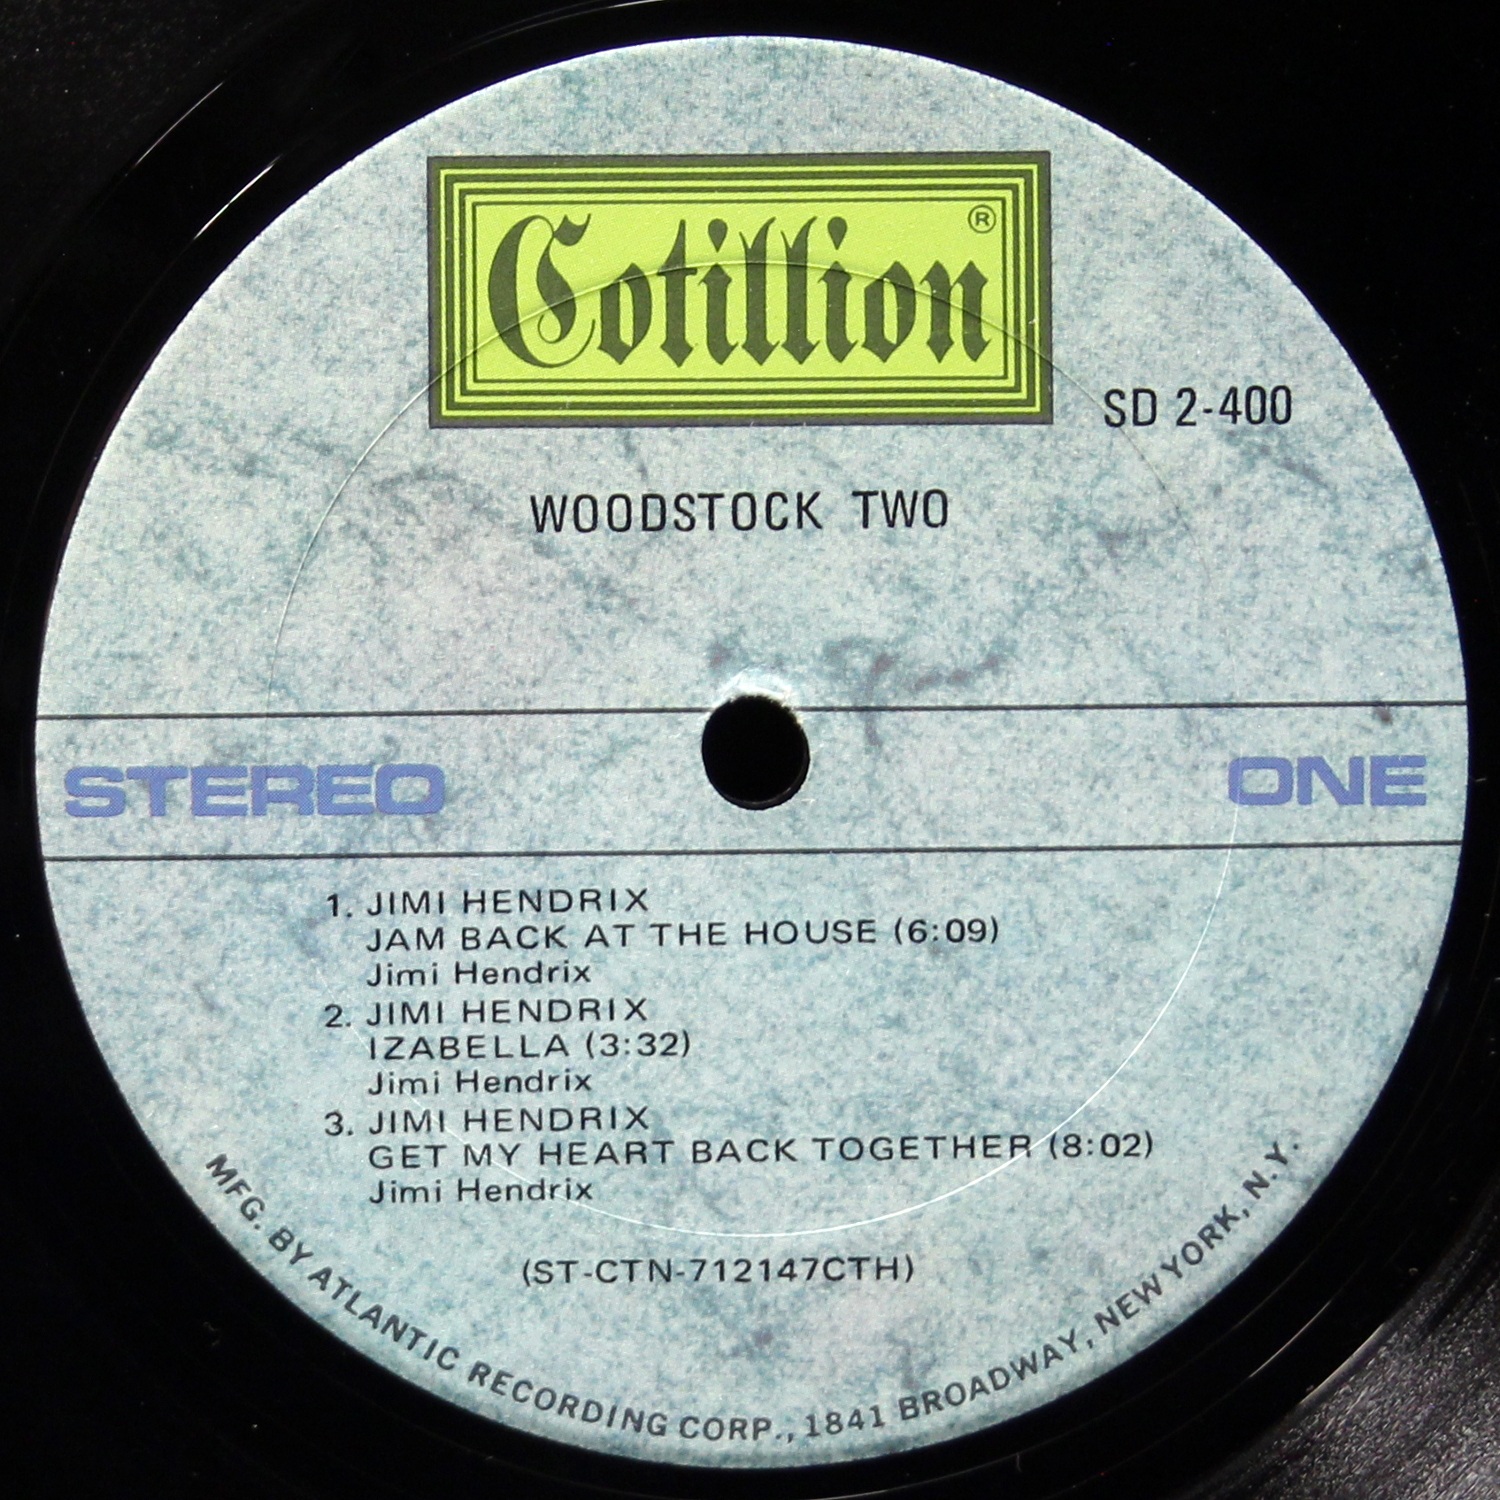 Cotillion®
SD 2-400
WOODSTOCK TWO
STEREO ONE
1. JIMI HENDRIX
JAM BACK AT THE HOUSE (6:09)
Jimi Hendrix
2. JIMI HENDRIX
IZABELLA (3:32)
Jimi Hendrix
3. JIMI HENDRIX
GET MY HEART BACK TOGETHER (8:02)
Jimi Hendrix
(ST-CTN-712147CTH)
MFG. BY ATLANTIC RECORDING CORP., 1841 BROADWAY, NEW YORK, N.Y.